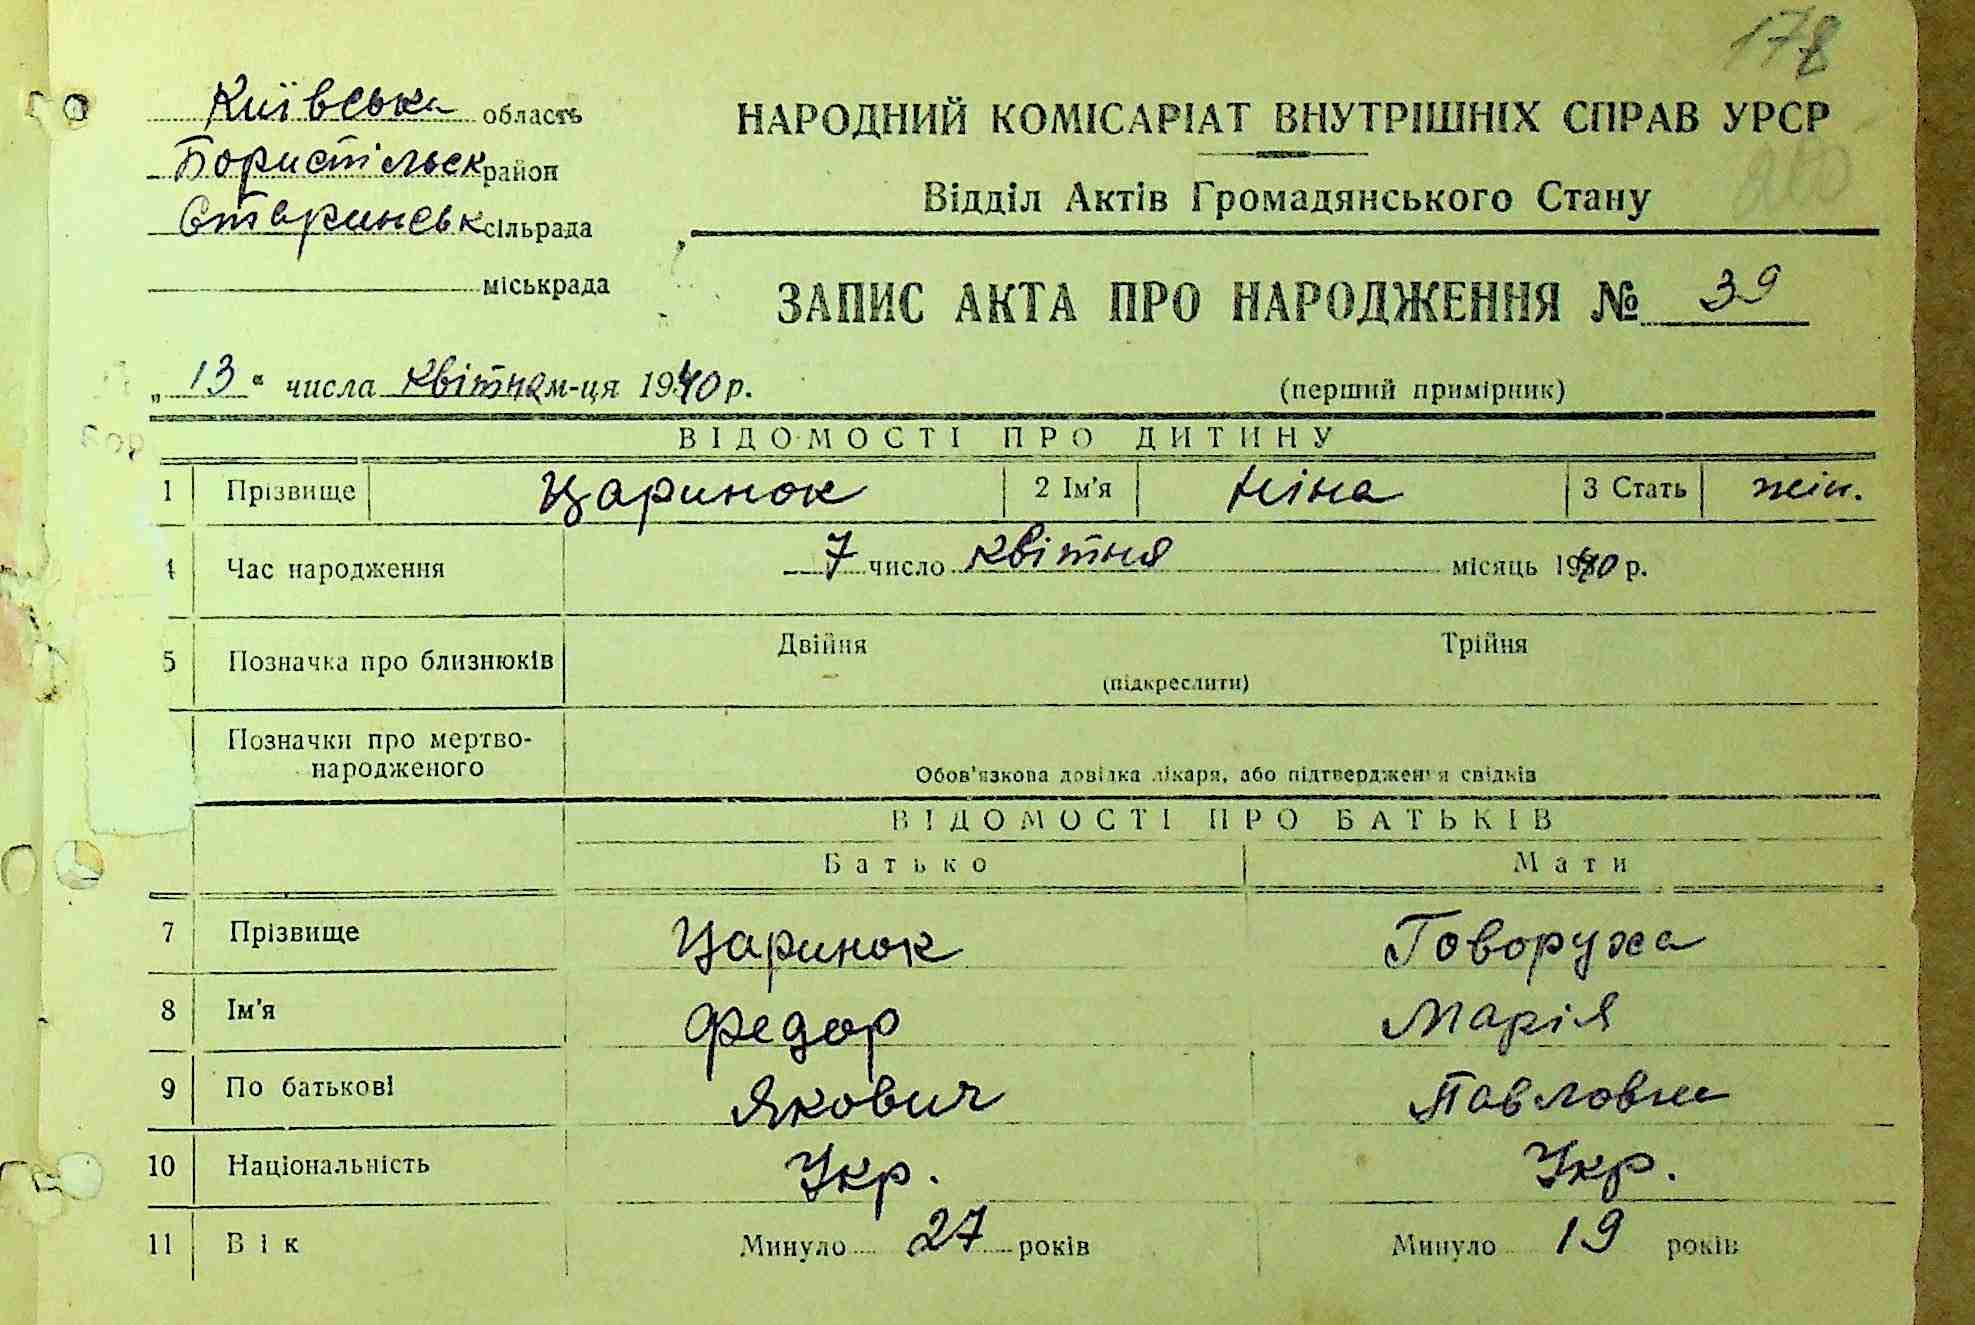 178
Київська область
Бориспільськ район
Старинськ сільрада
міськрада
НАРОДНИЙ КОМІСАРІАТ ВНУТРІШНІХ СПРАВ УРСР
Відділ Актів Громадянського Стану
ЗАПИС АКТА ПРО НАРОДЖЕННЯ № 39
„ 13 “ числа квітня м-ця 1940 р.
(перший примірник)
ВІДОМОСТІ ПРО ДИТИНУ
1 Прізвище Царинок 2 Ім'я Ніна 3 Стать жін.
4 Час народження 7 число квітня місяць 1940 р.
5 Позначка про близнюків Двійня Трійня
(підкреслити)
Позначки про мертво-
народженого
Обов'язкова довідка лікаря, або підтвердження свідків
ВІДОМОСТІ ПРО БАТЬКІВ
Батько Мати
7 Прізвище Царинок Говоруха
8 Ім'я Федор Марія
9 По батькові Якович Павловна
10 Національність Укр. Укр.
11 Вік Минуло 27 років Минуло 19 років